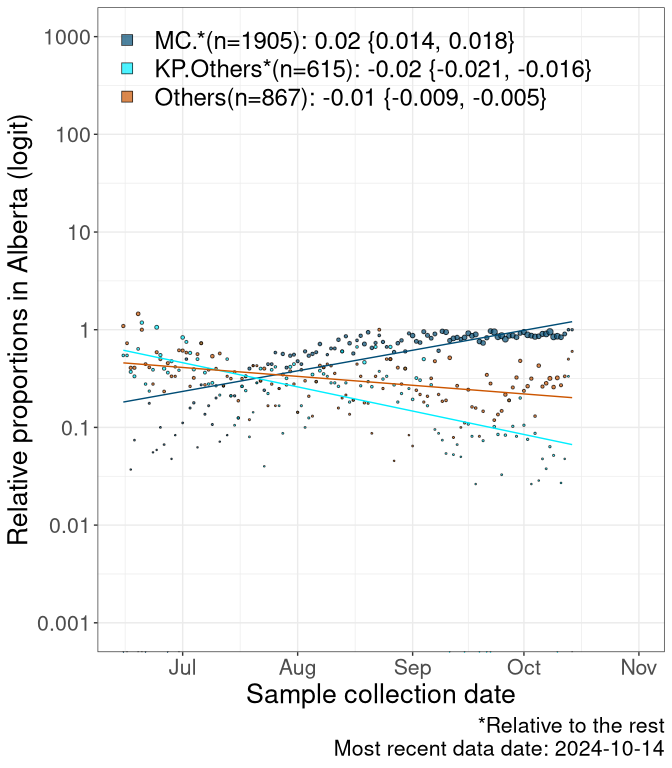 MC.*(n=1905): 0.02 {0.014, 0.018}
KP.Others*(n=615): -0.02 {-0.021, -0.016}
Others(n=867): -0.01 {-0.009, -0.005}
Relative proportions in Alberta (logit)
1000
100
10
1
0.1
0.01
0.001
Jul Aug Sep Oct Nov
Sample collection date
*Relative to the rest
Most recent data date: 2024-10-14